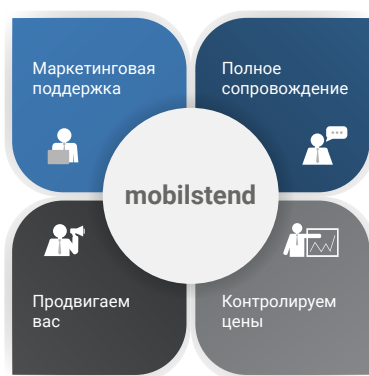 Маркетинговая
поддержка
Полное
сопровождение
mobilstend
Продвигаем
вас
Контролируем
цены